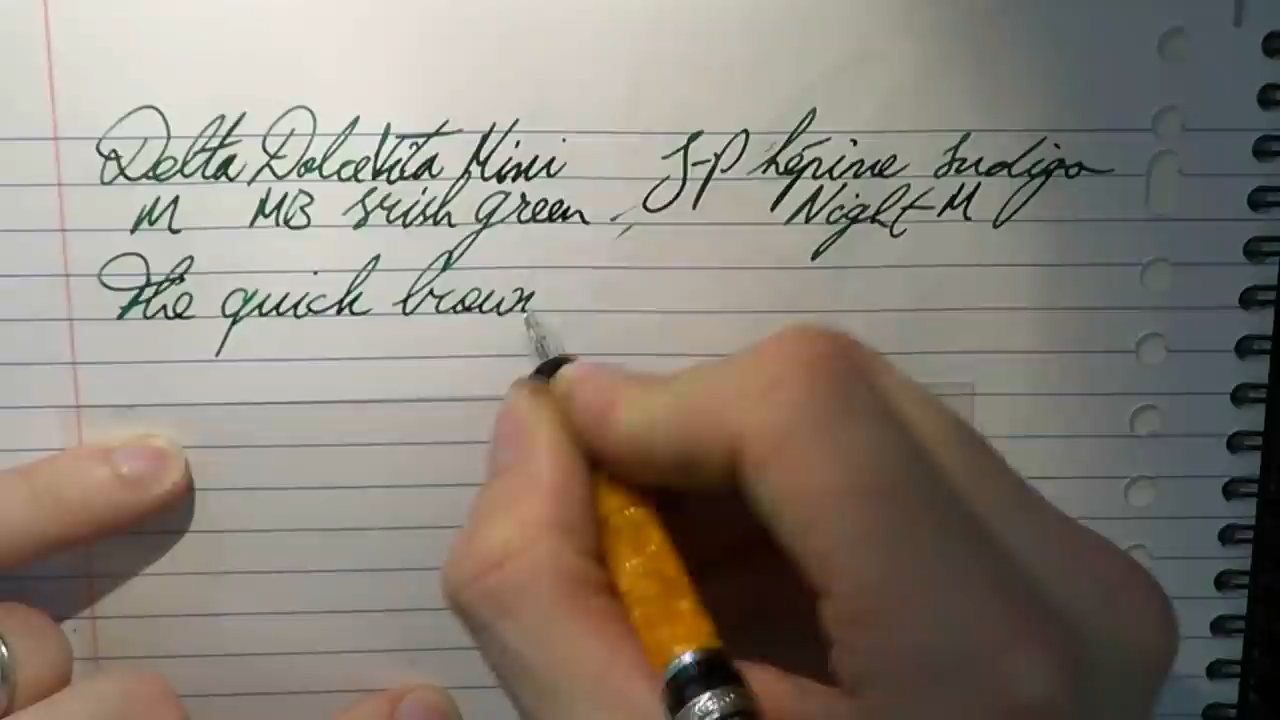 Delta DolceVita Mini J-P Lépine Indigo
M MB Irish green, Night M
The quick brown